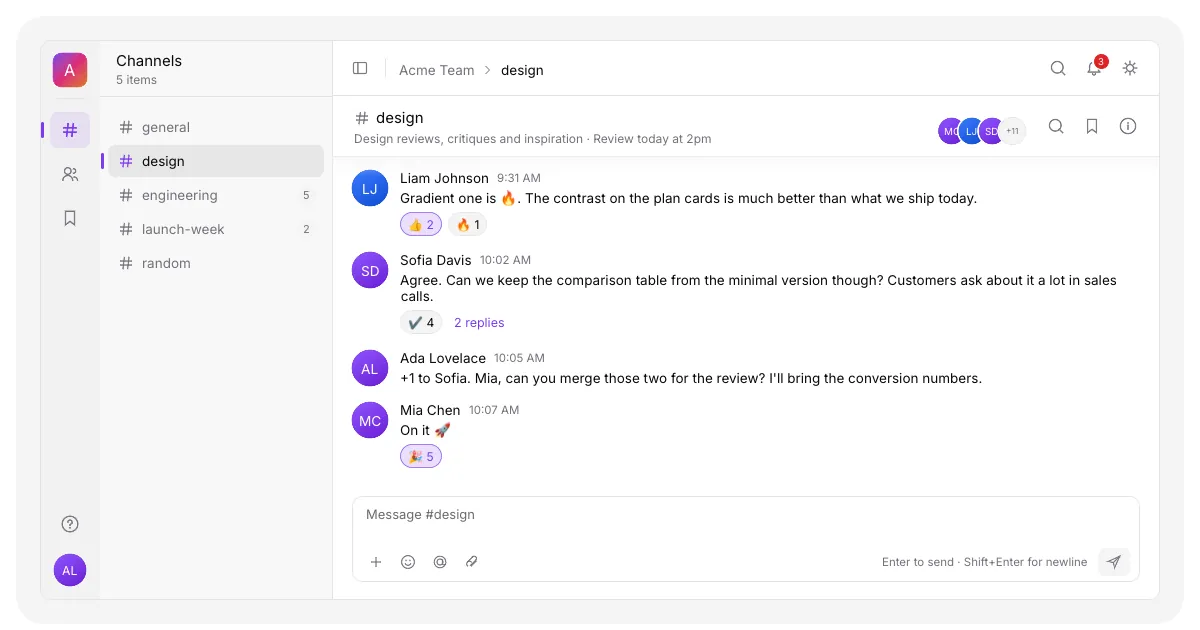 A
Channels
5 items
Acme Team > design
3
# general
# design
# engineering 5
# launch-week 2
# random
AL
# design
Design reviews, critiques and inspiration · Review today at 2pm
MC LJ SD +11
LJ
Liam Johnson 9:31 AM
Gradient one is 🔥. The contrast on the plan cards is much better than what we ship today.
👍 2 🔥 1
SD
Sofia Davis 10:02 AM
Agree. Can we keep the comparison table from the minimal version though? Customers ask about it a lot in sales
calls.
✔️ 4 2 replies
AL
Ada Lovelace 10:05 AM
+1 to Sofia. Mia, can you merge those two for the review? I'll bring the conversion numbers.
MC
Mia Chen 10:07 AM
On it 🚀
🎉 5
Message #design
Enter to send · Shift+Enter for newline